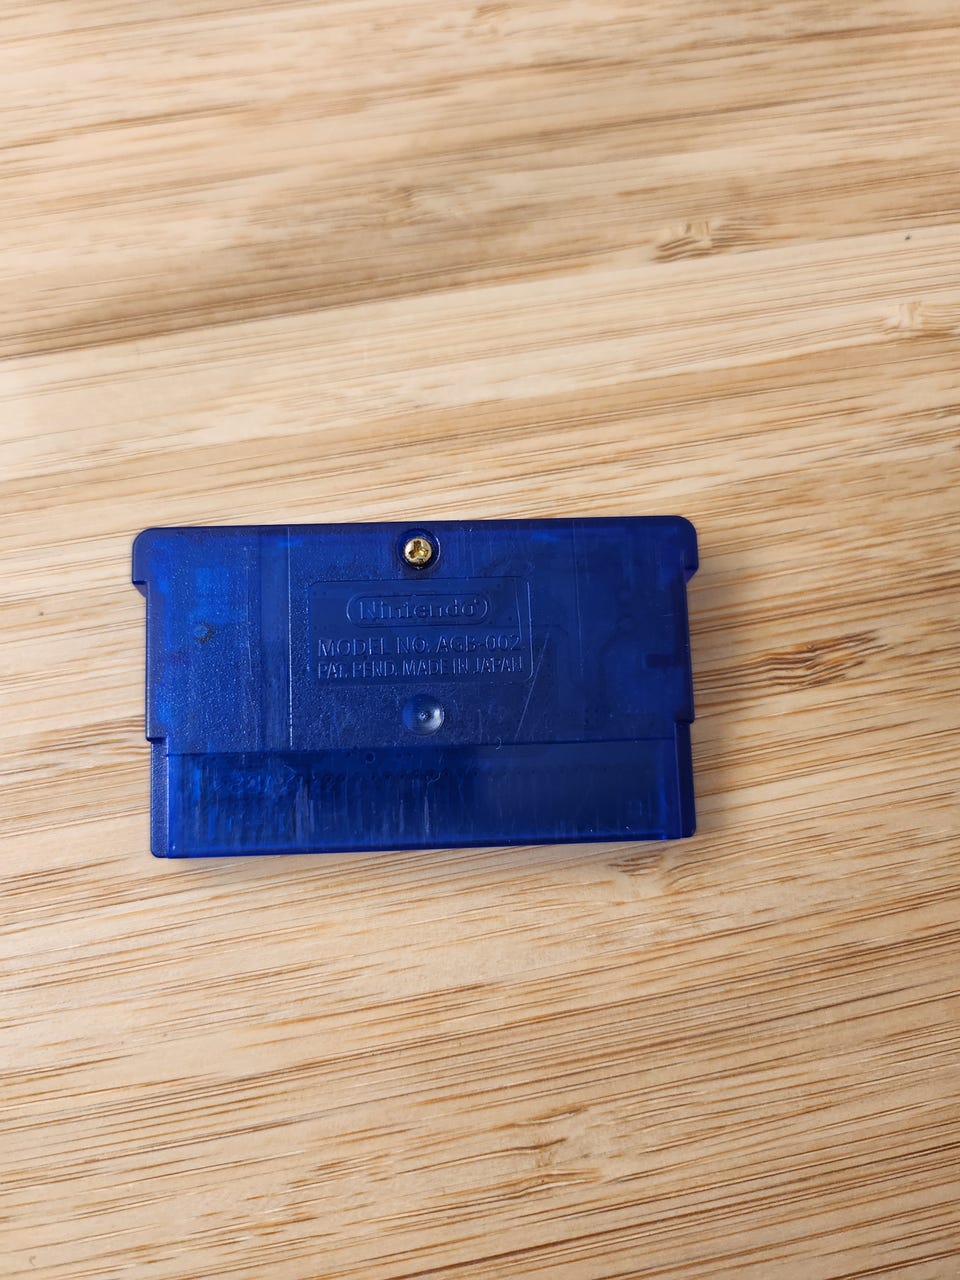 Nintendo®
MODEL NO. AGB-002
PAT. PEND. MADE IN JAPAN